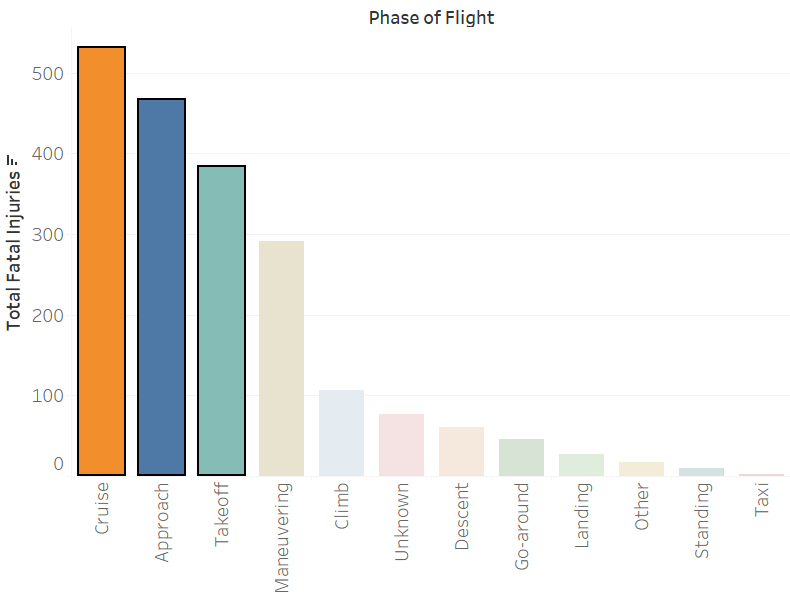 Phase of Flight
Total Fatal Injuries
500
400
300
200
100
0
Cruise
Approach
Takeoff
Maneuvering
Climb
Unknown
Descent
Go-around
Landing
Other
Standing
Taxi